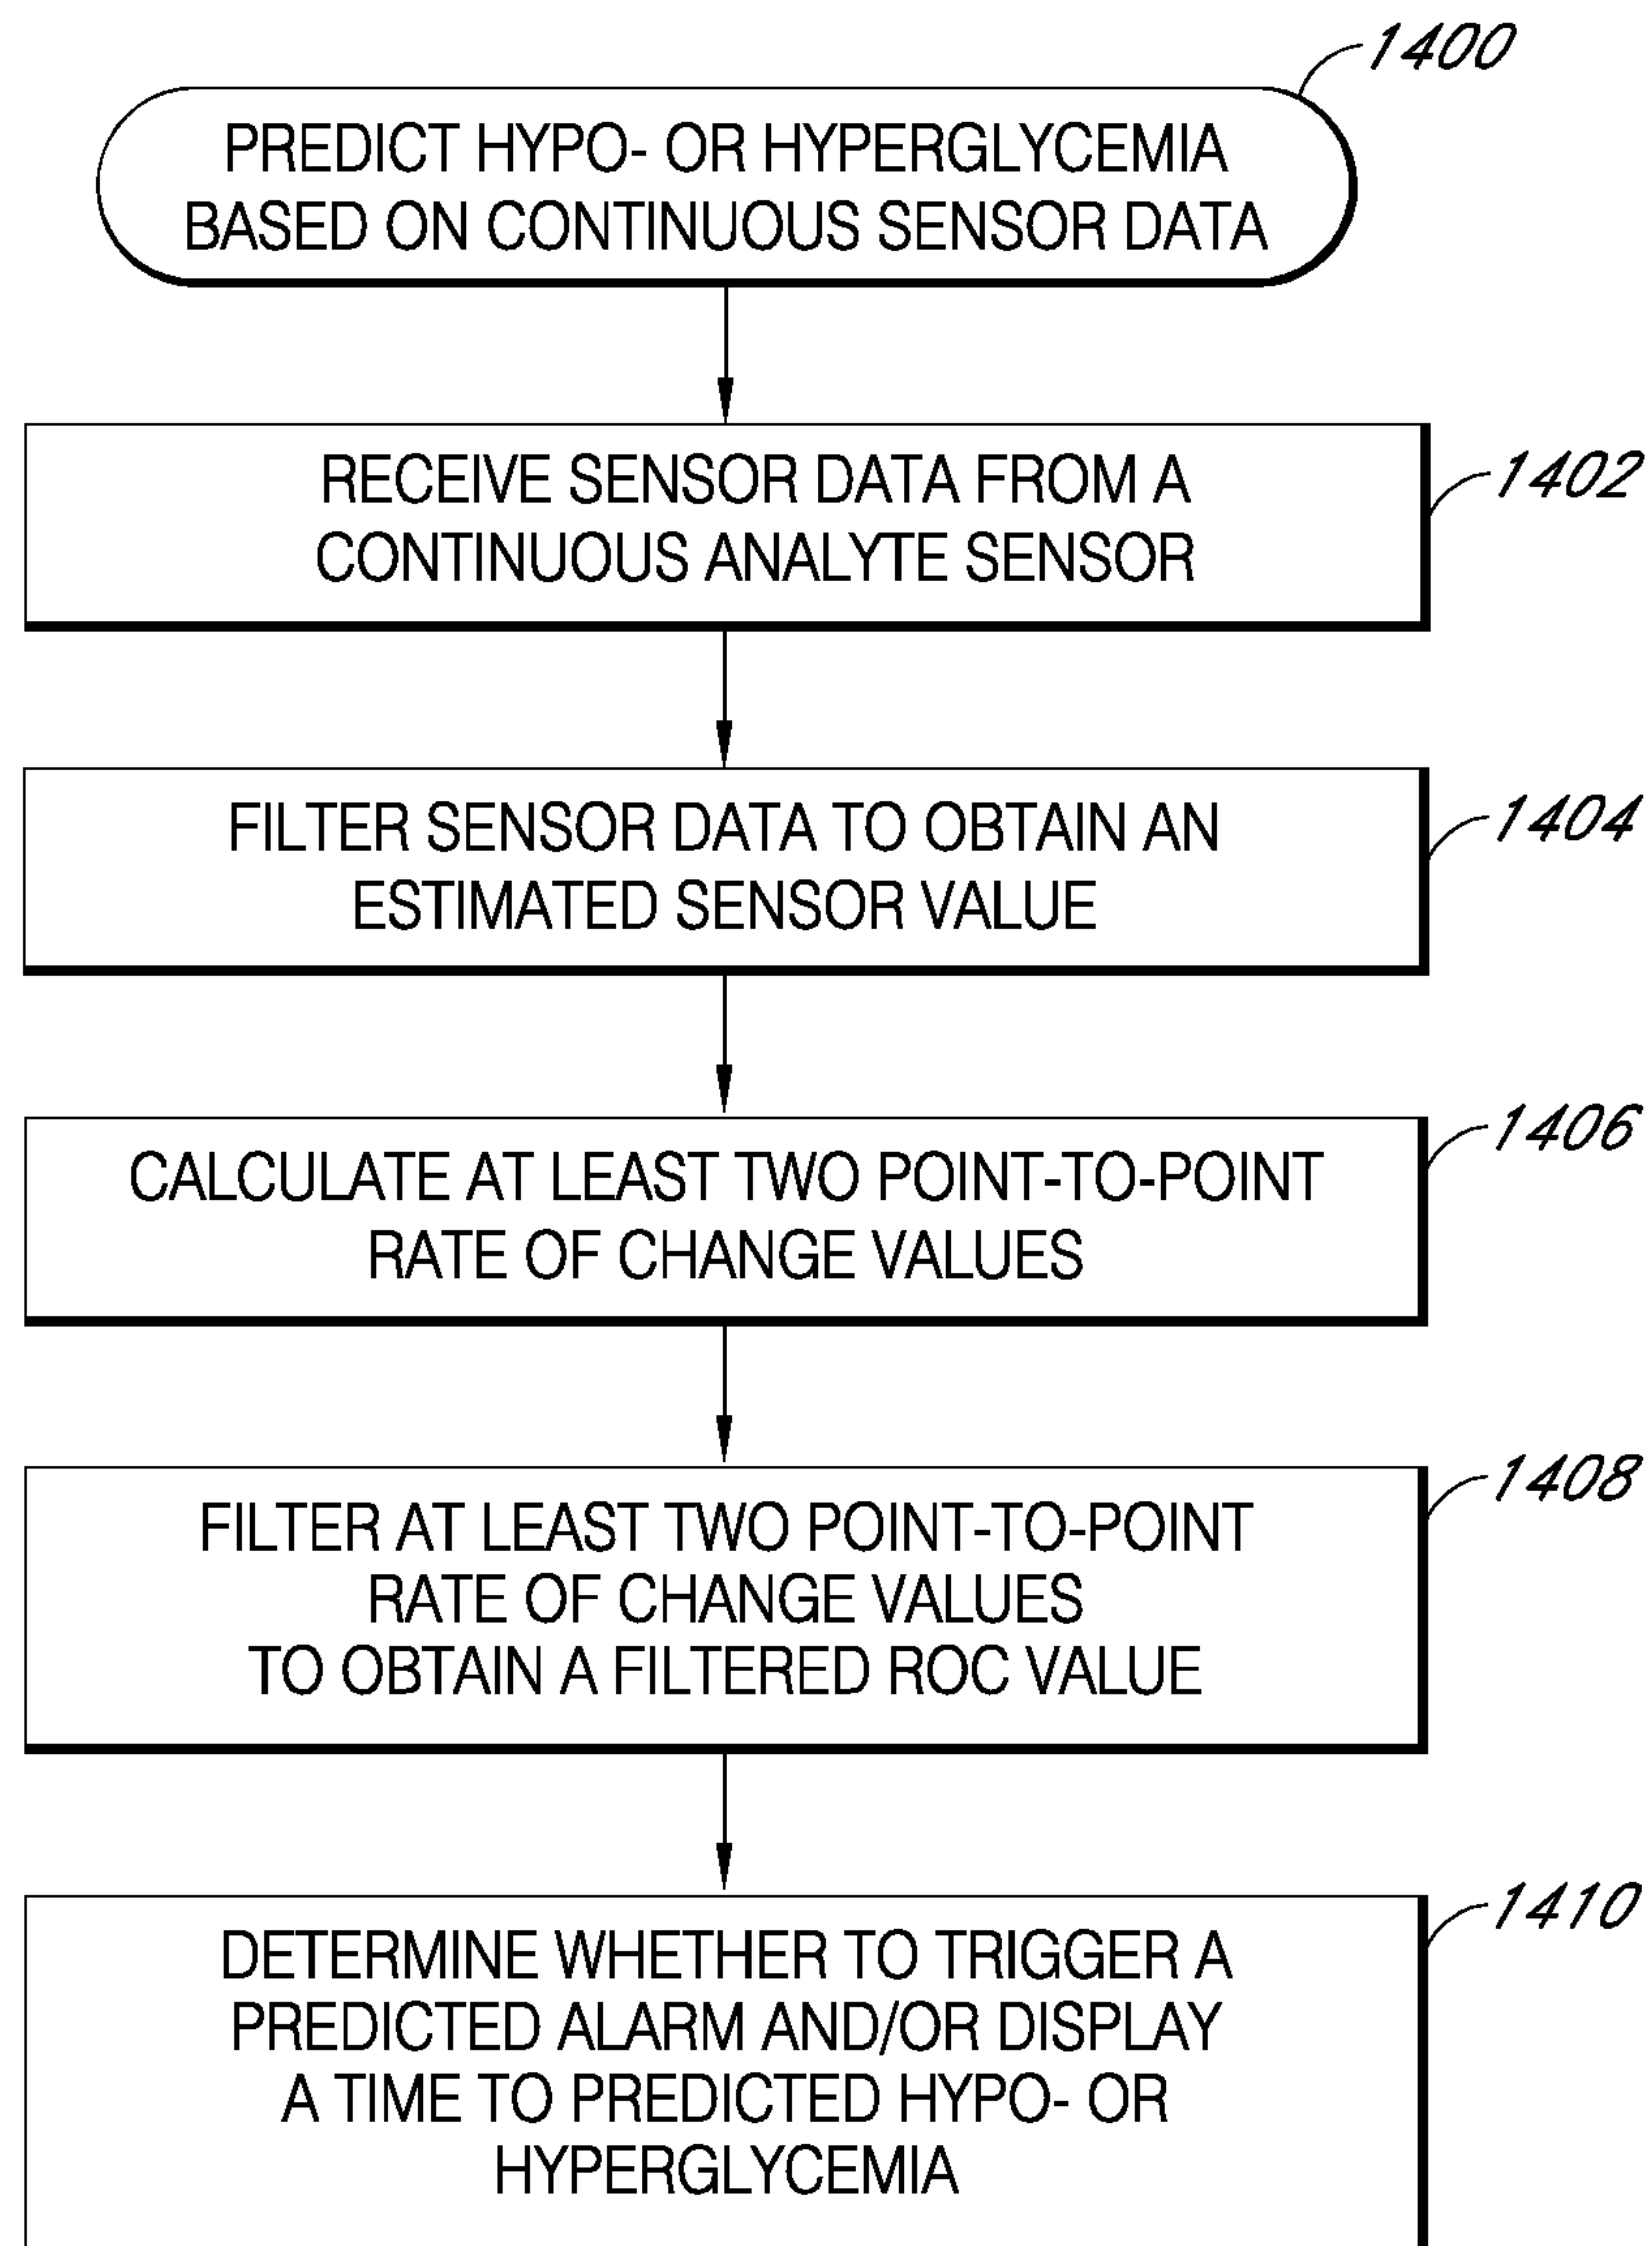 1400
PREDICT HYPO- OR HYPERGLYCEMIA
BASED ON CONTINUOUS SENSOR DATA
RECEIVE SENSOR DATA FROM A
CONTINUOUS ANALYTE SENSOR
1402
FILTER SENSOR DATA TO OBTAIN AN
ESTIMATED SENSOR VALUE
1404
CALCULATE AT LEAST TWO POINT-TO-POINT
RATE OF CHANGE VALUES
1406
FILTER AT LEAST TWO POINT-TO-POINT
RATE OF CHANGE VALUES
TO OBTAIN A FILTERED ROC VALUE
1408
DETERMINE WHETHER TO TRIGGER A
PREDICTED ALARM AND/OR DISPLAY
A TIME TO PREDICTED HYPO- OR
HYPERGLYCEMIA
1410